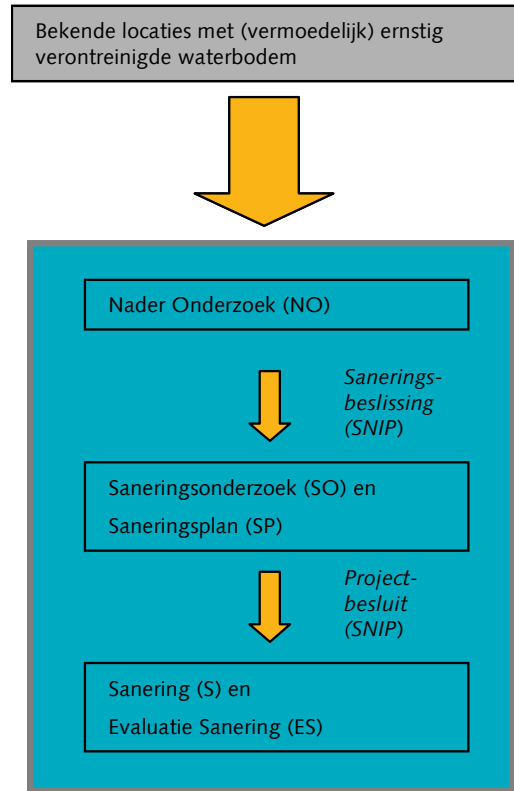 Bekende locaties met (vermoedelijk) ernstig
verontreinigde waterbodem
Nader Onderzoek (NO)
Sanerings-
beslissing
(SNIP)
Saneringsonderzoek (SO) en
Saneringsplan (SP)
Project-
besluit
(SNIP)
Sanering (S) en
Evaluatie Sanering (ES)